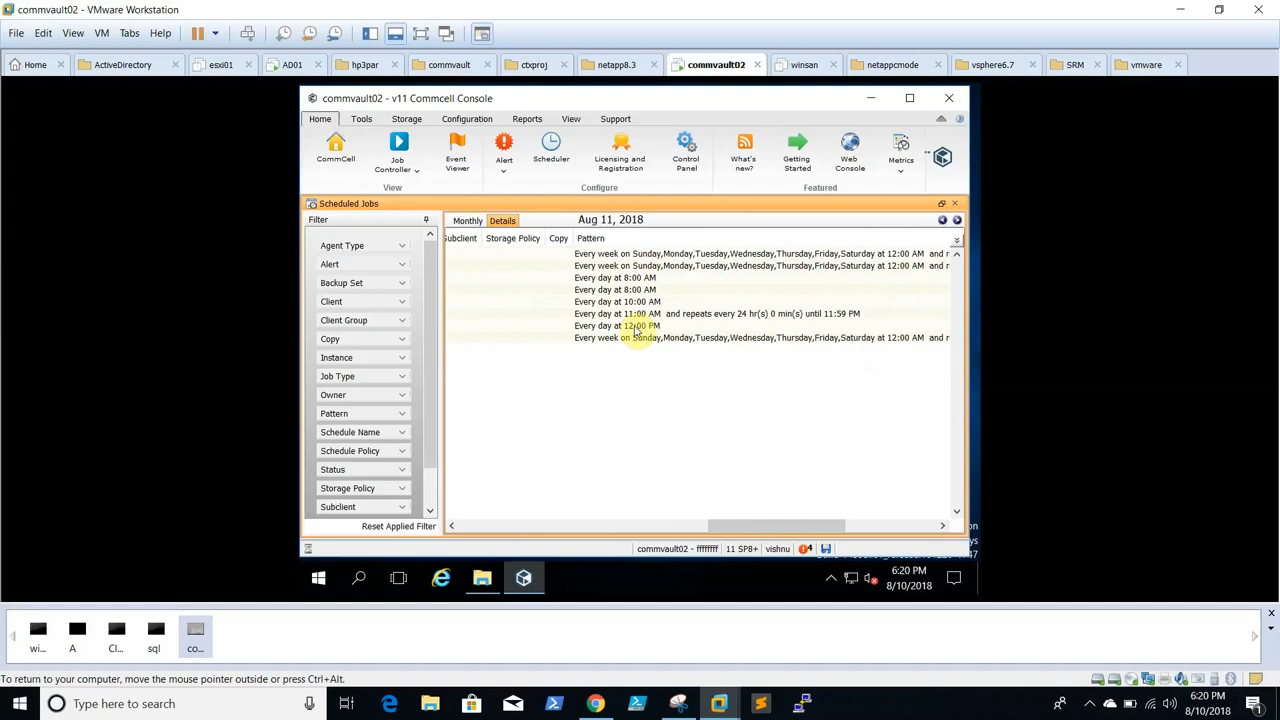 commvault02 - VMware Workstation
File Edit View VM Tabs Help
Home ActiveDirectory esxi01 AD01 hp3par commvault ctxproj netapp8.3 commvault02 winsan netappcmode vsphere6.7 SRM vmware
commvault02 - v11 Commcell Console
Home Tools Storage Configuration Reports View Support
CommCell Job Controller Event Viewer Alert Scheduler Licensing and Registration Control Panel What's new? Getting Started Web Console Metrics
View Configure Featured
Scheduled Jobs
Filter
Monthly Details Aug 11, 2018
Subclient Storage Policy Copy Pattern
Agent Type
Alert
Backup Set
Client
Client Group
Copy
Instance
Job Type
Owner
Pattern
Schedule Name
Schedule Policy
Status
Storage Policy
Subclient
Reset Applied Filter
Every week on Sunday,Monday,Tuesday,Wednesday,Thursday,Friday,Saturday at 12:00 AM and r
Every week on Sunday,Monday,Tuesday,Wednesday,Thursday,Friday,Saturday at 12:00 AM and r
Every day at 8:00 AM
Every day at 8:00 AM
Every day at 10:00 AM
Every day at 11:00 AM and repeats every 24 hr(s) 0 min(s) until 11:59 PM
Every day at 12:00 PM
Every week on Sunday,Monday,Tuesday,Wednesday,Thursday,Friday,Saturday at 12:00 AM and r
commvault02 - ffffffff 11 SP8+ vishnu 4
6:20 PM
8/10/2018
wi... A Cl... sql co...
To return to your computer, move the mouse pointer outside or press Ctrl+Alt.
Type here to search
6:20 PM
8/10/2018